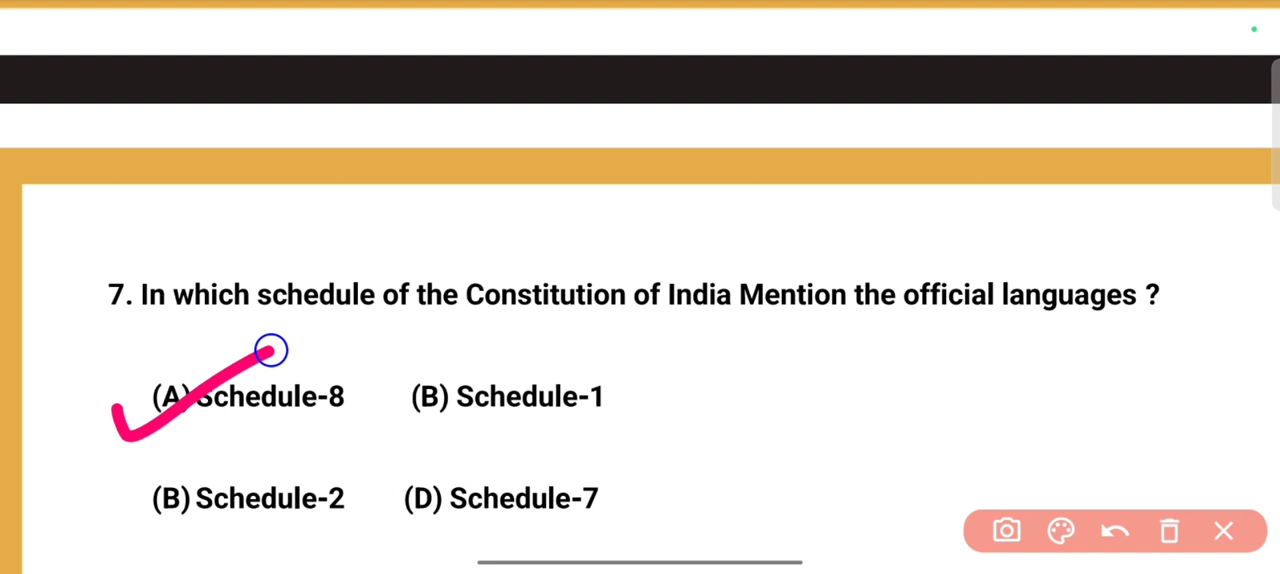 7. In which schedule of the Constitution of India Mention the official languages ?
(A) Schedule-8 (B) Schedule-1
(B) Schedule-2 (D) Schedule-7